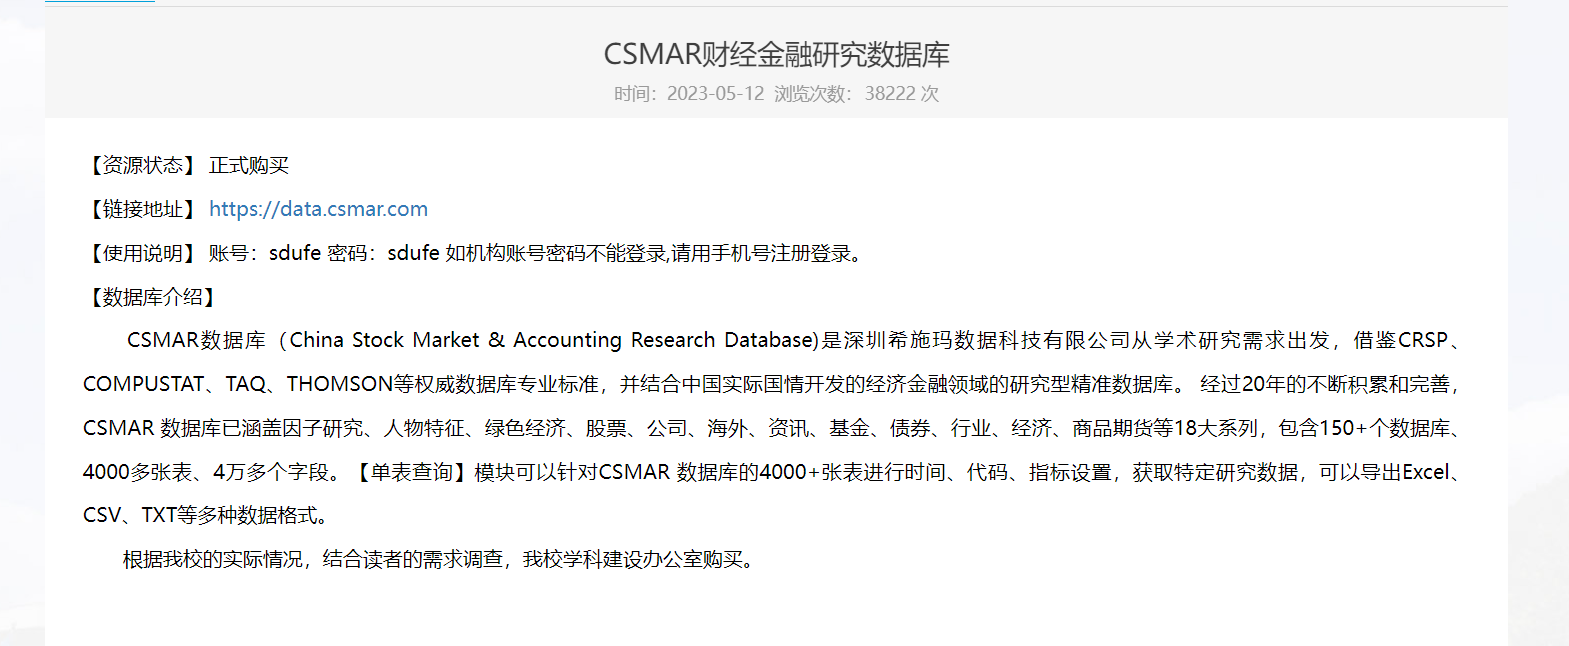 CSMAR财经金融研究数据库
时间：2023-05-12 浏览次数： 38222 次
【资源状态】 正式购买
【链接地址】 https://data.csmar.com
【使用说明】 账号：sdufe 密码：sdufe 如机构账号密码不能登录,请用手机号注册登录。
【数据库介绍】
CSMAR数据库（China Stock Market & Accounting Research Database)是深圳希施玛数据科技有限公司从学术研究需求出发，借鉴CRSP、
COMPUSTAT、TAQ、THOMSON等权威数据库专业标准，并结合中国实际国情开发的经济金融领域的研究型精准数据库。 经过20年的不断积累和完善，
CSMAR 数据库已涵盖因子研究、人物特征、绿色经济、股票、公司、海外、资讯、基金、债券、行业、经济、商品期货等18大系列，包含150+个数据库、
4000多张表、4万多个字段。【单表查询】模块可以针对CSMAR 数据库的4000+张表进行时间、代码、指标设置，获取特定研究数据，可以导出Excel、
CSV、TXT等多种数据格式。
根据我校的实际情况，结合读者的需求调查，我校学科建设办公室购买。